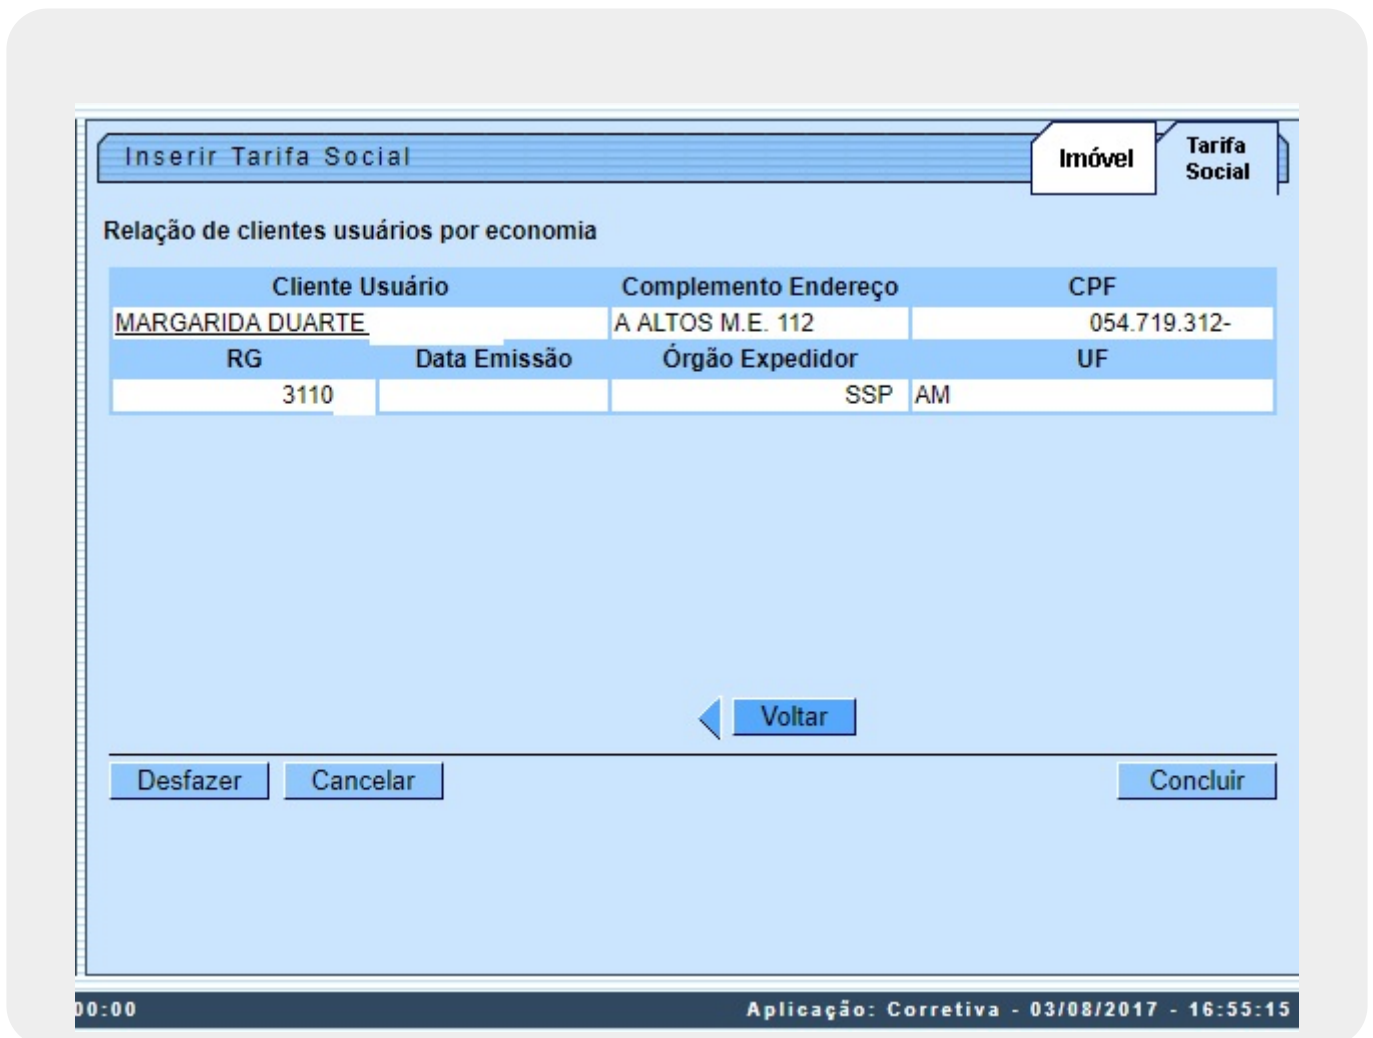 Inserir Tarifa Social
Imóvel
Tarifa
Social
Relação de clientes usuários por economia
Cliente Usuário Complemento Endereço CPF
MARGARIDA DUARTE A ALTOS M.E. 112 054.719.312-
RG Data Emissão Órgão Expedidor UF
3110 SSP AM
Voltar
Desfazer Cancelar Concluir
00:00 Aplicação: Corretiva - 03/08/2017 - 16:55:15